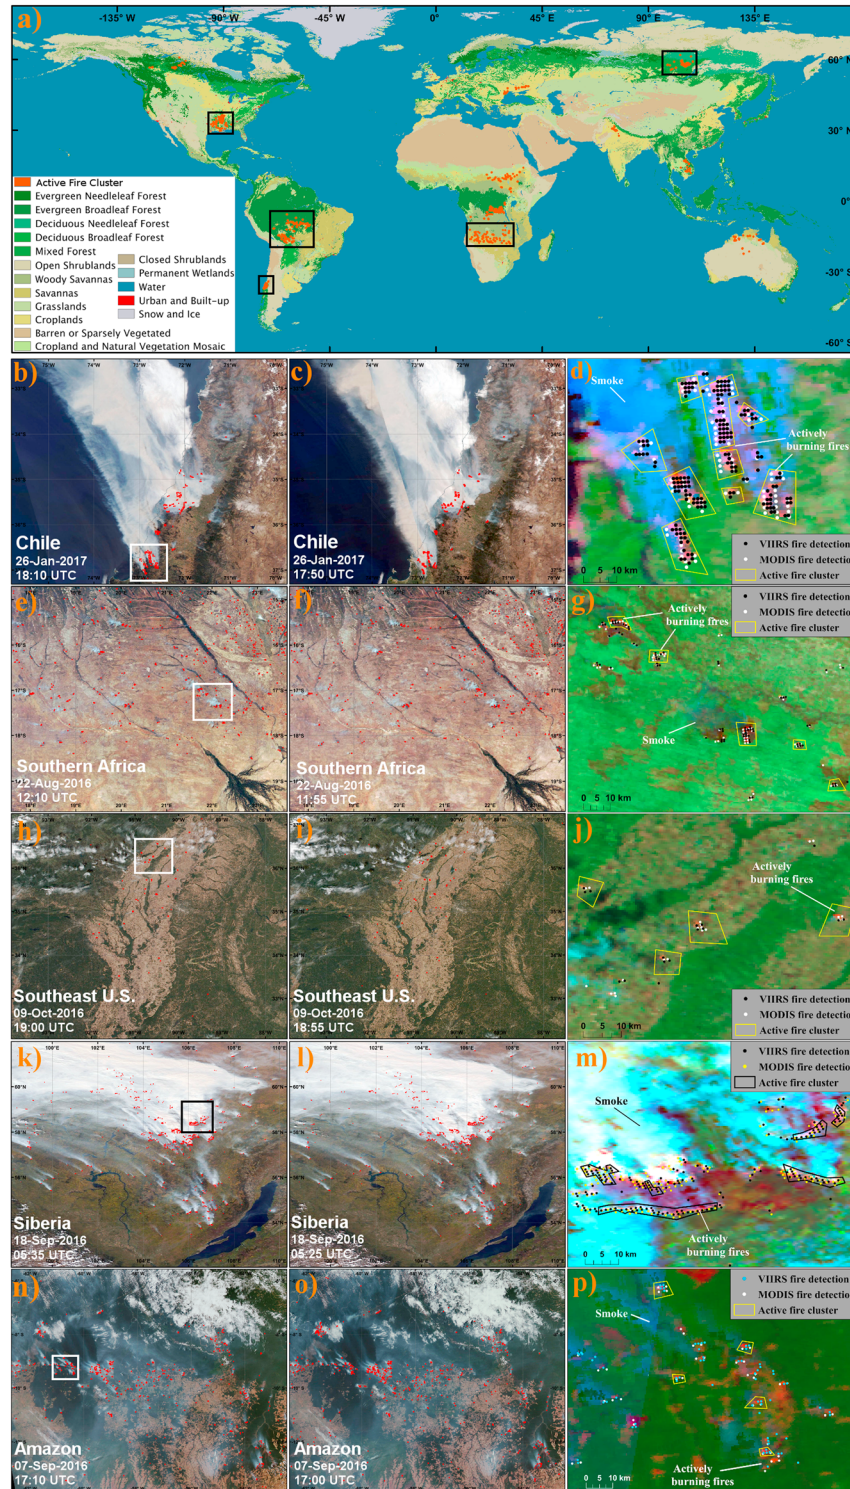 a)
-135° W
-90° W
-45° W
0°
45° E
90° E
135° E
60° N
30° N
0°
-30° S
-60° S
Active Fire Cluster
Evergreen Needleleaf Forest
Evergreen Broadleaf Forest
Deciduous Needleleaf Forest
Deciduous Broadleaf Forest
Mixed Forest
Open Shrublands
Woody Savannas
Savannas
Grasslands
Croplands
Barren or Sparsely Vegetated
Cropland and Natural Vegetation Mosaic
Closed Shrublands
Permanent Wetlands
Water
Urban and Built-up
Snow and Ice
b)
Chile
26-Jan-2017
18:10 UTC
c)
Chile
26-Jan-2017
17:50 UTC
d)
Smoke
Actively
burning fires
VIIRS fire detection
MODIS fire detection
Active fire cluster
0 5 10 km
e)
Southern Africa
22-Aug-2016
12:10 UTC
f)
Southern Africa
22-Aug-2016
11:55 UTC
g)
Actively
burning fires
Smoke
VIIRS fire detection
MODIS fire detection
Active fire cluster
0 5 10 km
h)
Southeast U.S.
09-Oct-2016
19:00 UTC
i)
Southeast U.S.
09-Oct-2016
18:55 UTC
j)
Actively
burning fires
VIIRS fire detection
MODIS fire detection
Active fire cluster
0 5 10 km
k)
Siberia
18-Sep-2016
05:35 UTC
l)
Siberia
18-Sep-2016
05:25 UTC
m)
Smoke
Actively
burning fires
VIIRS fire detection
MODIS fire detection
Active fire cluster
0 5 10 km
n)
Amazon
07-Sep-2016
17:10 UTC
o)
Amazon
07-Sep-2016
17:00 UTC
p)
Smoke
Actively
burning fires
VIIRS fire detection
MODIS fire detection
Active fire cluster
0 5 10 km